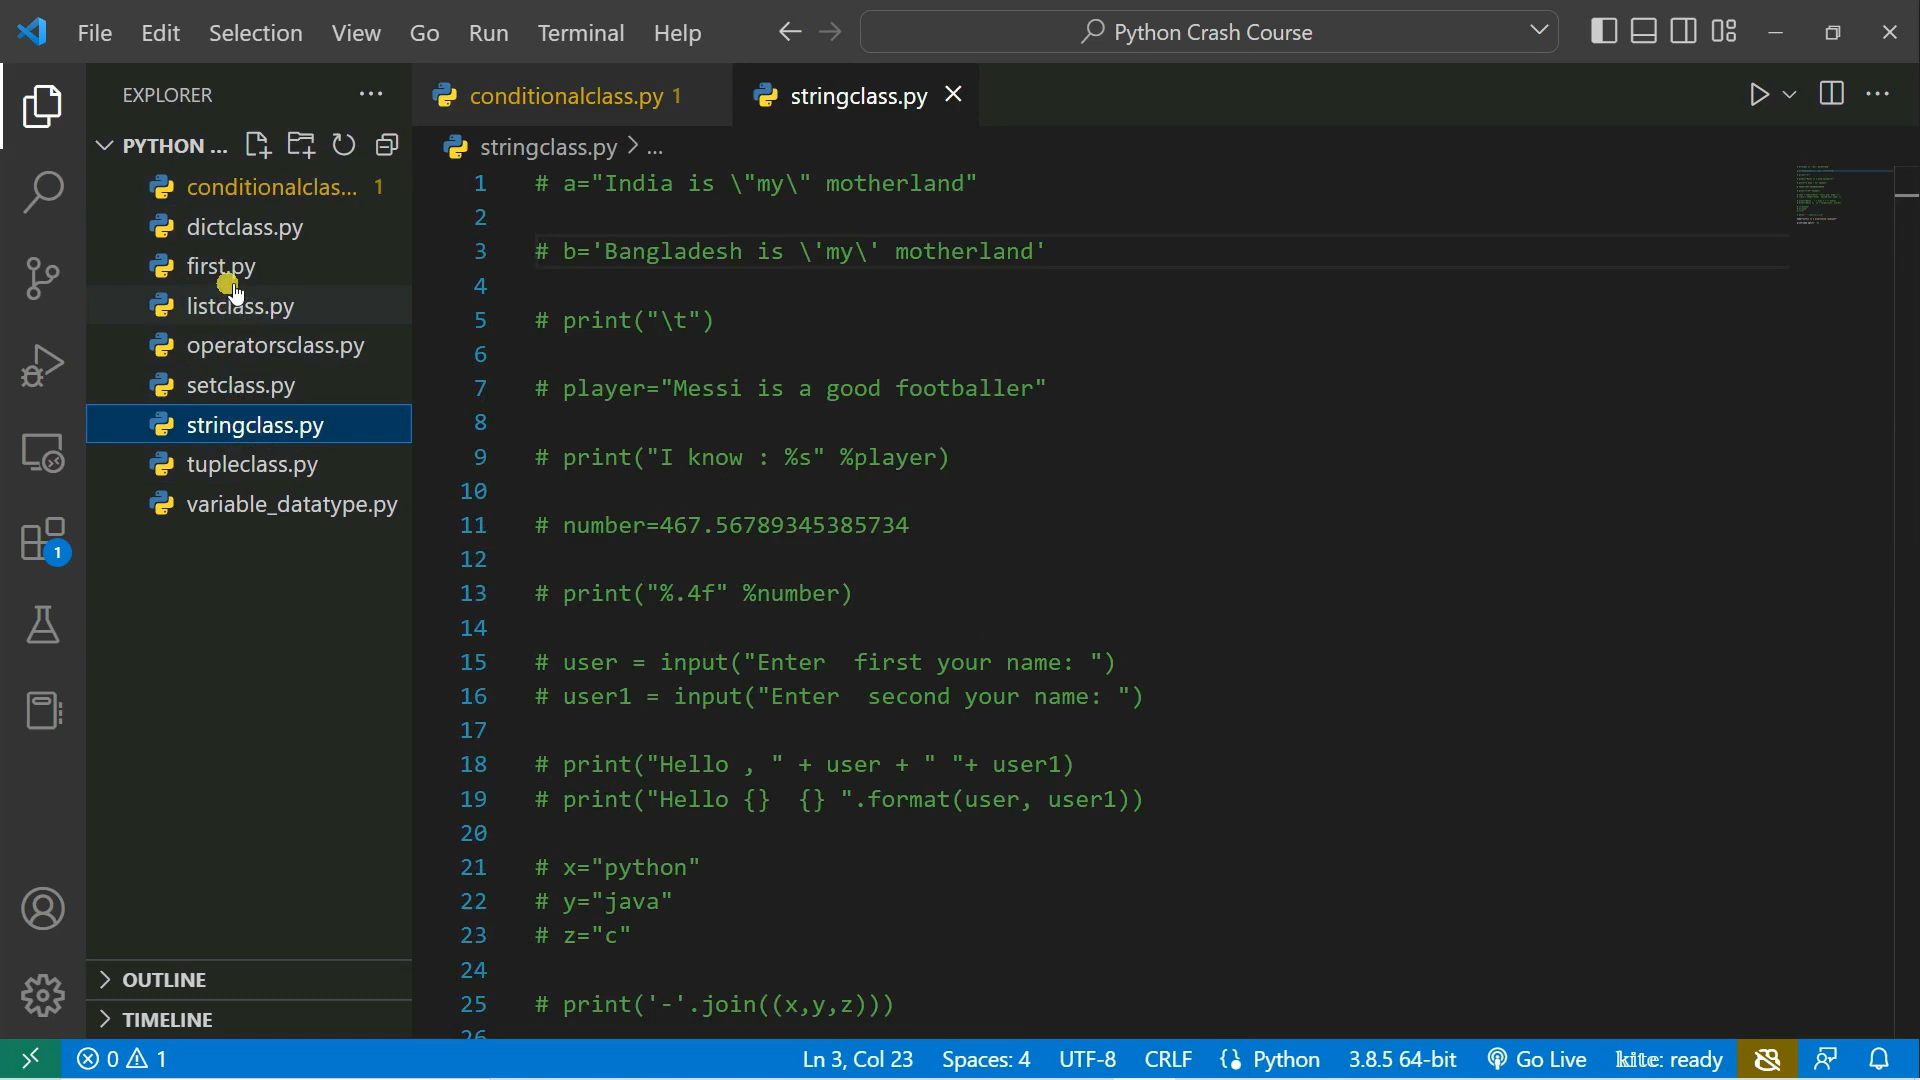 File Edit Selection View Go Run Terminal Help
Python Crash Course
EXPLORER
PYTHON ...
conditionalclas... 1
dictclass.py
first.py
listclass.py
operatorsclass.py
setclass.py
stringclass.py
tupleclass.py
variable_datatype.py
OUTLINE
TIMELINE
1
conditionalclass.py 1
stringclass.py
stringclass.py > ...
1 # a="India is \"my\" motherland"
2
3 # b='Bangladesh is \'my\' motherland'
4
5 # print("\t")
6
7 # player="Messi is a good footballer"
8
9 # print("I know : %s" %player)
10
11 # number=467.56789345385734
12
13 # print("%.4f" %number)
14
15 # user = input("Enter  first your name: ")
16 # user1 = input("Enter  second your name: ")
17
18 # print("Hello , " + user + " "+ user1)
19 # print("Hello {}  {} ".format(user, user1))
20
21 # x="python"
22 # y="java"
23 # z="c"
24
25 # print('-'.join((x,y,z)))
26
0 1 Ln 3, Col 23 Spaces: 4 UTF-8 CRLF Python 3.8.5 64-bit Go Live kite: ready